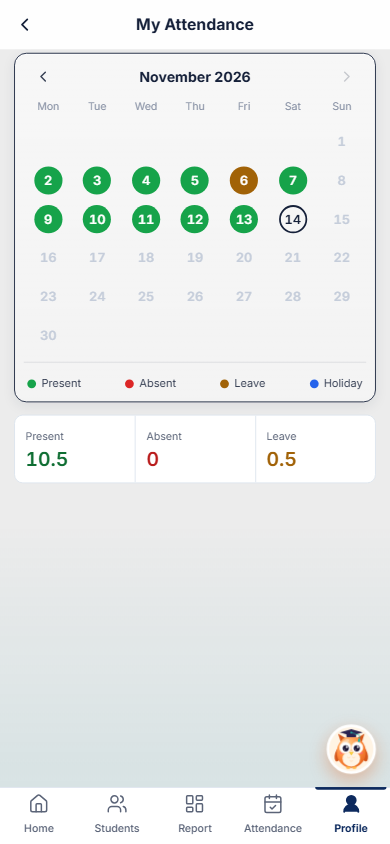 My Attendance
November 2026
Mon Tue Wed Thu Fri Sat Sun
1
2 3 4 5 6 7 8
9 10 11 12 13 14 15
16 17 18 19 20 21 22
23 24 25 26 27 28 29
30
Present Absent Leave Holiday
Present Absent Leave
10.5 0 0.5
Home Students Report Attendance Profile